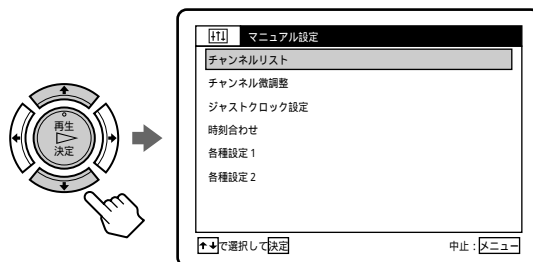 マニュアル設定
チャンネルリスト
チャンネル微調整
ジャストクロック設定
時刻合わせ
各種設定 1
各種設定 2
再生
決定
↑↓で選択して決定
中止：メニュー